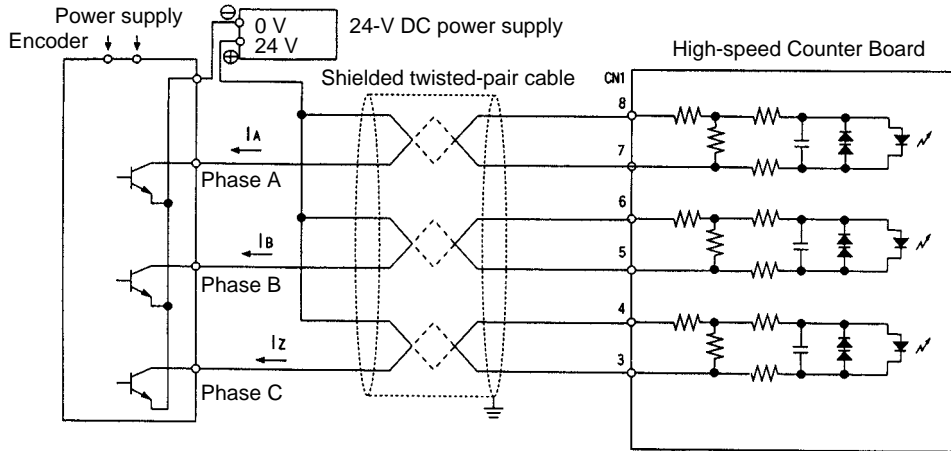 Power supply
Encoder
⊖ 0 V
24 V
⊕
24-V DC power supply
Shielded twisted-pair cable
High-speed Counter Board
CN1
8
IA
7
Phase A
6
IB
5
Phase B
4
IZ
3
Phase C